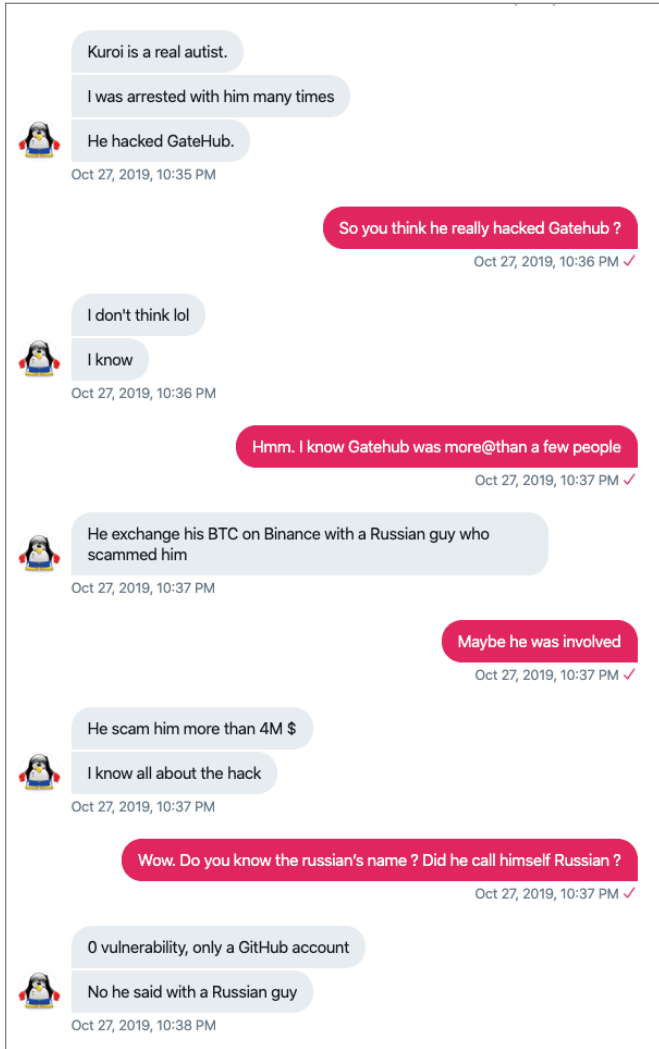 Kuroi is a real autist.
I was arrested with him many times
He hacked GateHub.
Oct 27, 2019, 10:35 PM
So you think he really hacked Gatehub ?
Oct 27, 2019, 10:36 PM
I don't think lol
I know
Oct 27, 2019, 10:36 PM
Hmm. I know Gatehub was more@than a few people
Oct 27, 2019, 10:37 PM
He exchange his BTC on Binance with a Russian guy who
scammed him
Oct 27, 2019, 10:37 PM
Maybe he was involved
Oct 27, 2019, 10:37 PM
He scam him more than 4M $
I know all about the hack
Oct 27, 2019, 10:37 PM
Wow. Do you know the russian’s name ? Did he call himself Russian ?
Oct 27, 2019, 10:37 PM
0 vulnerability, only a GitHub account
No he said with a Russian guy
Oct 27, 2019, 10:38 PM